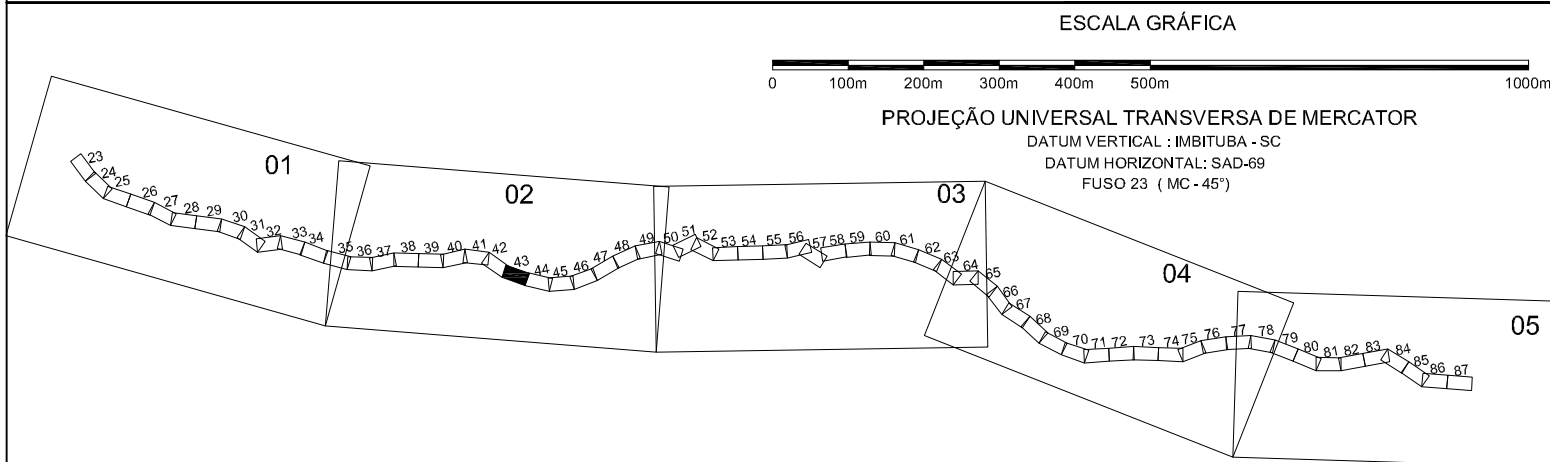 ESCALA GRÁFICA
0m 100m 200m 300m 400m 500m 1000m
PROJEÇÃO UNIVERSAL TRANSVERSA DE MERCATOR
DATUM VERTICAL : IMBITUBA - SC
DATUM HORIZONTAL: SAD-69
FUSO 23 ( MC - 45°)
01
02
03
04
05
23 24 25 26 27 28 29 30 31 32 33 34 35 36 37 38 39 40 41 42 43 44 45 46 47 48 49 50 51 52 53 54 55 56 57 58 59 60 61 62 63 64 65 66 67 68 69 70 71 72 73 74 75 76 77 78 79 80 81 82 83 84 85 86 87